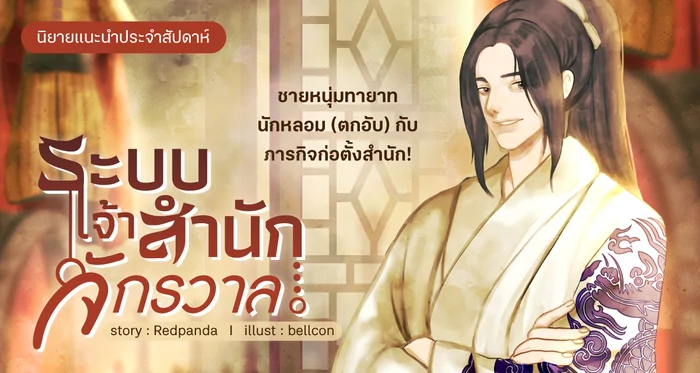 นิยายแนะนำประจำสัปดาห์
ชายหนุ่มทายาท
นักหลอม (ตกอับ) กับ
ภารกิจก่อตั้งสำนัก!
ระบบ
เจ้าสำนัก
จักรวาล
story : Redpanda I illust : bellcon